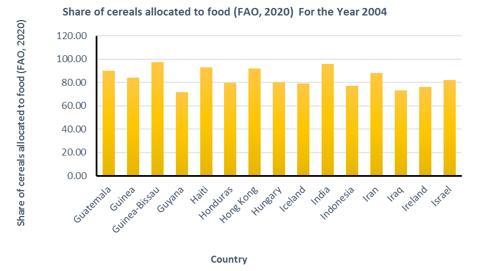 Share of cereals allocated to food (FAO, 2020)  For the Year 2004
Share of cereals allocated to food (FAO, 2020)
120.00
100.00
80.00
60.00
40.00
20.00
0.00
Guatemala
Guinea
Guinea-Bissau
Guyana
Haiti
Honduras
Hong Kong
Hungary
Iceland
India
Indonesia
Iran
Iraq
Ireland
Israel
Country